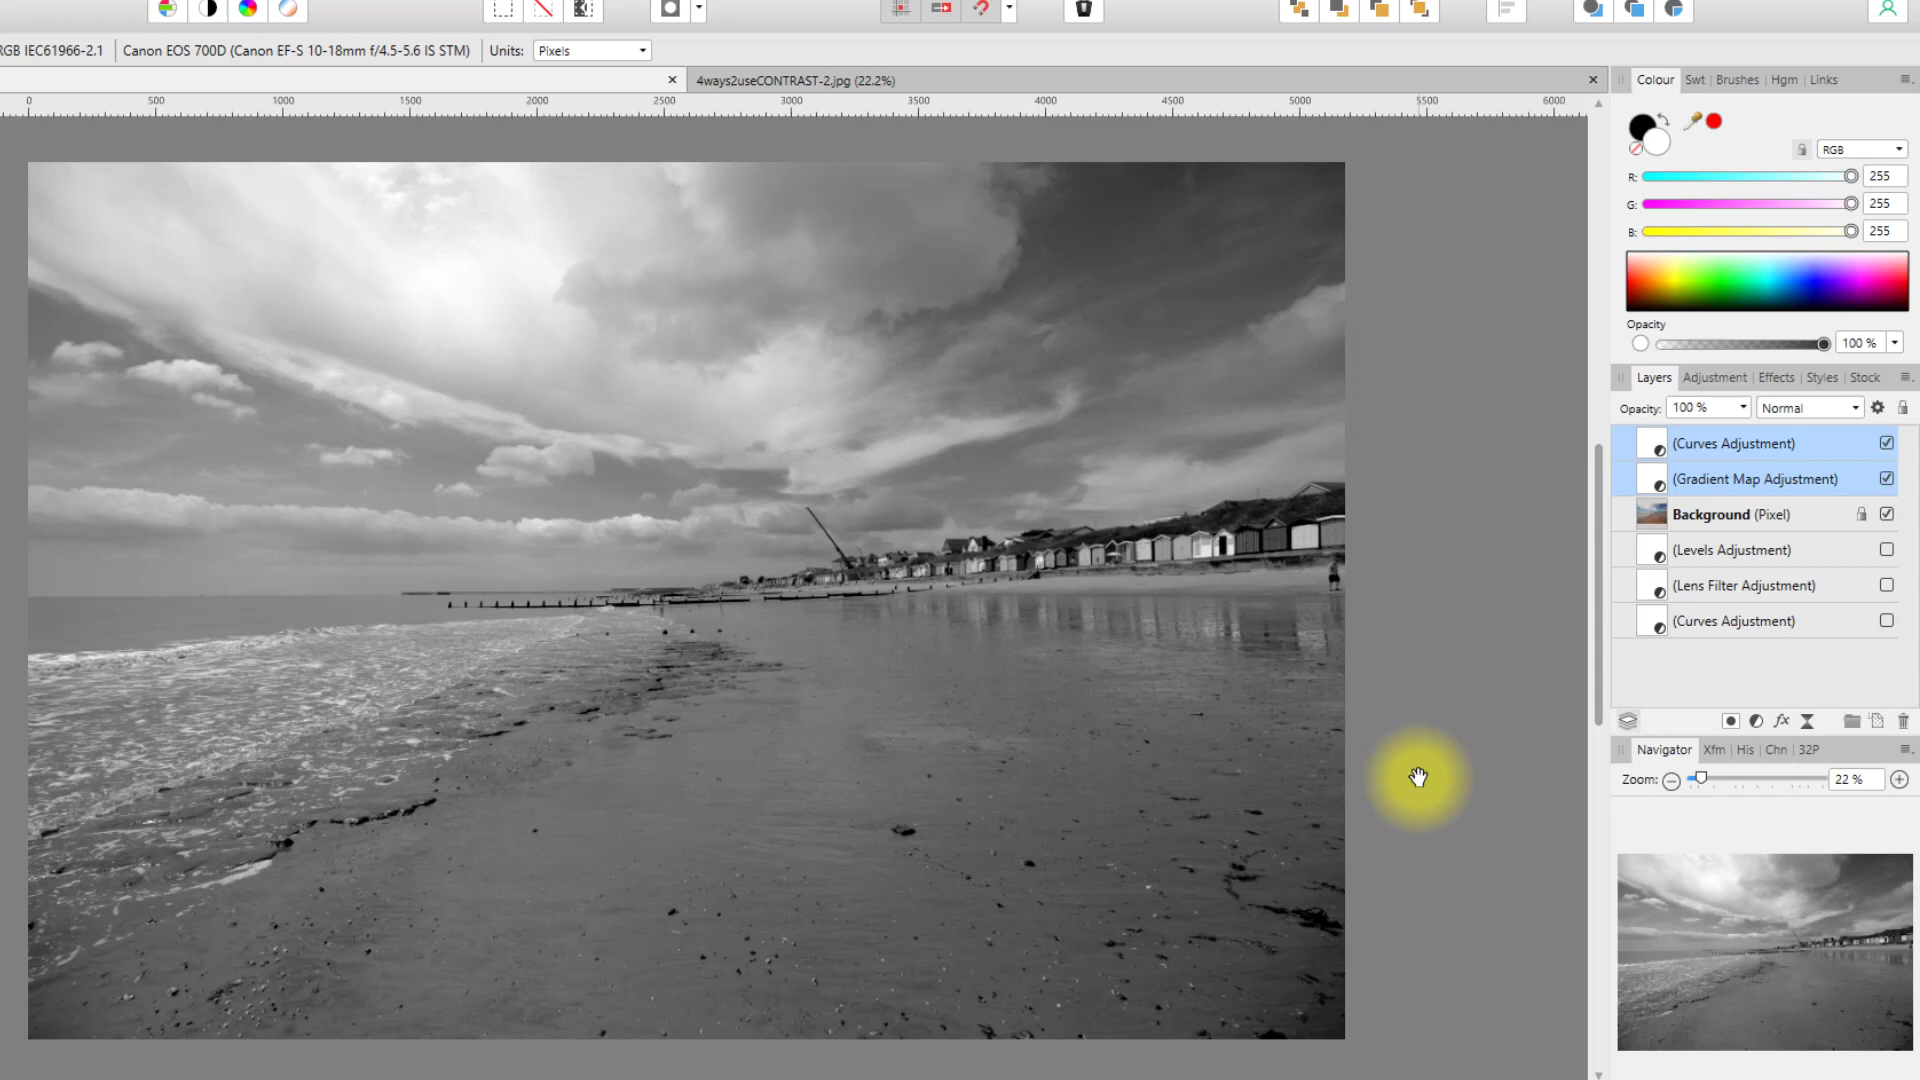 RGB IEC61966-2.1 Canon EOS 700D (Canon EF-S 10-18mm f/4.5-5.6 IS STM) Units: Pixels
4ways2useCONTRAST-2.jpg (22.2%)
0 500 1000 1500 2000 2500 3000 3500 4000 4500 5000 5500 6000
Colour Swt Brushes Hgm Links
RGB
R: 255
G: 255
B: 255
Opacity
100 %
Layers Adjustment Effects Styles Stock
Opacity: 100 % Normal
(Curves Adjustment)
(Gradient Map Adjustment)
Background (Pixel)
(Levels Adjustment)
(Lens Filter Adjustment)
(Curves Adjustment)
fx
Navigator Xfm His Chn 32P
Zoom: 22 %